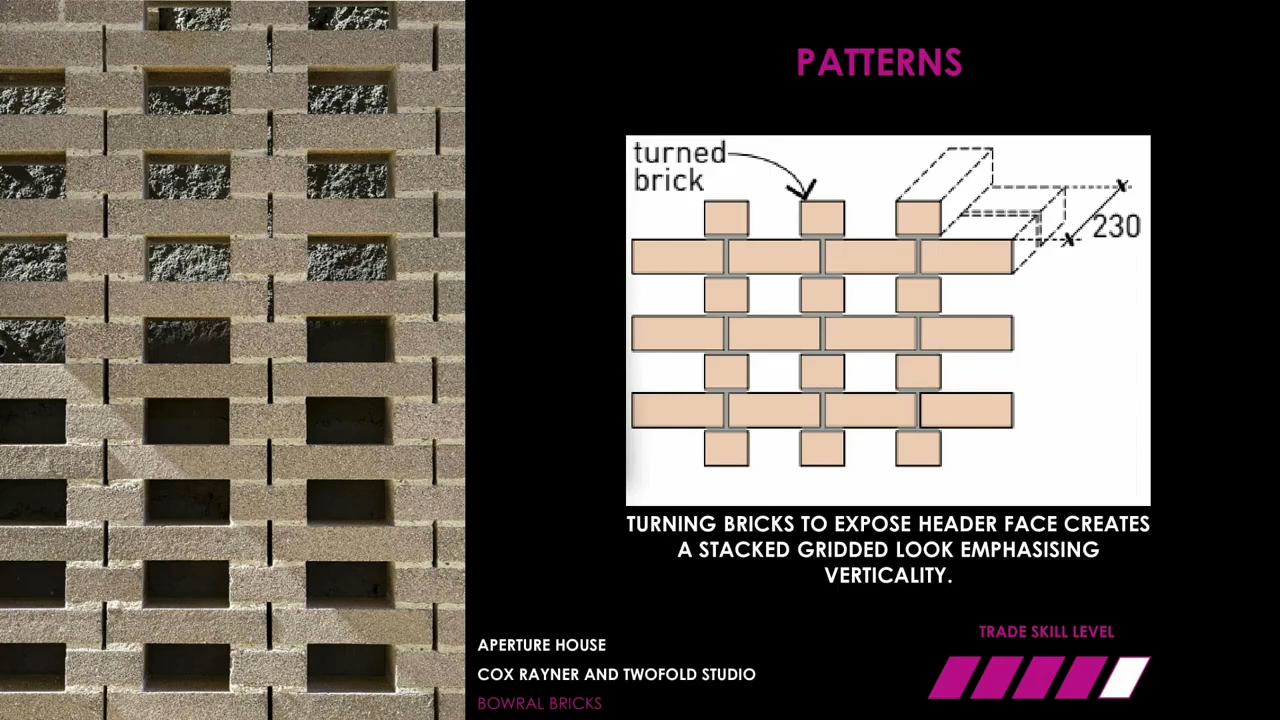 PATTERNS
turned
brick
230
TURNING BRICKS TO EXPOSE HEADER FACE CREATES
A STACKED GRIDDED LOOK EMPHASISING
VERTICALITY.
TRADE SKILL LEVEL
APERTURE HOUSE
COX RAYNER AND TWOFOLD STUDIO
BOWRAL BRICKS